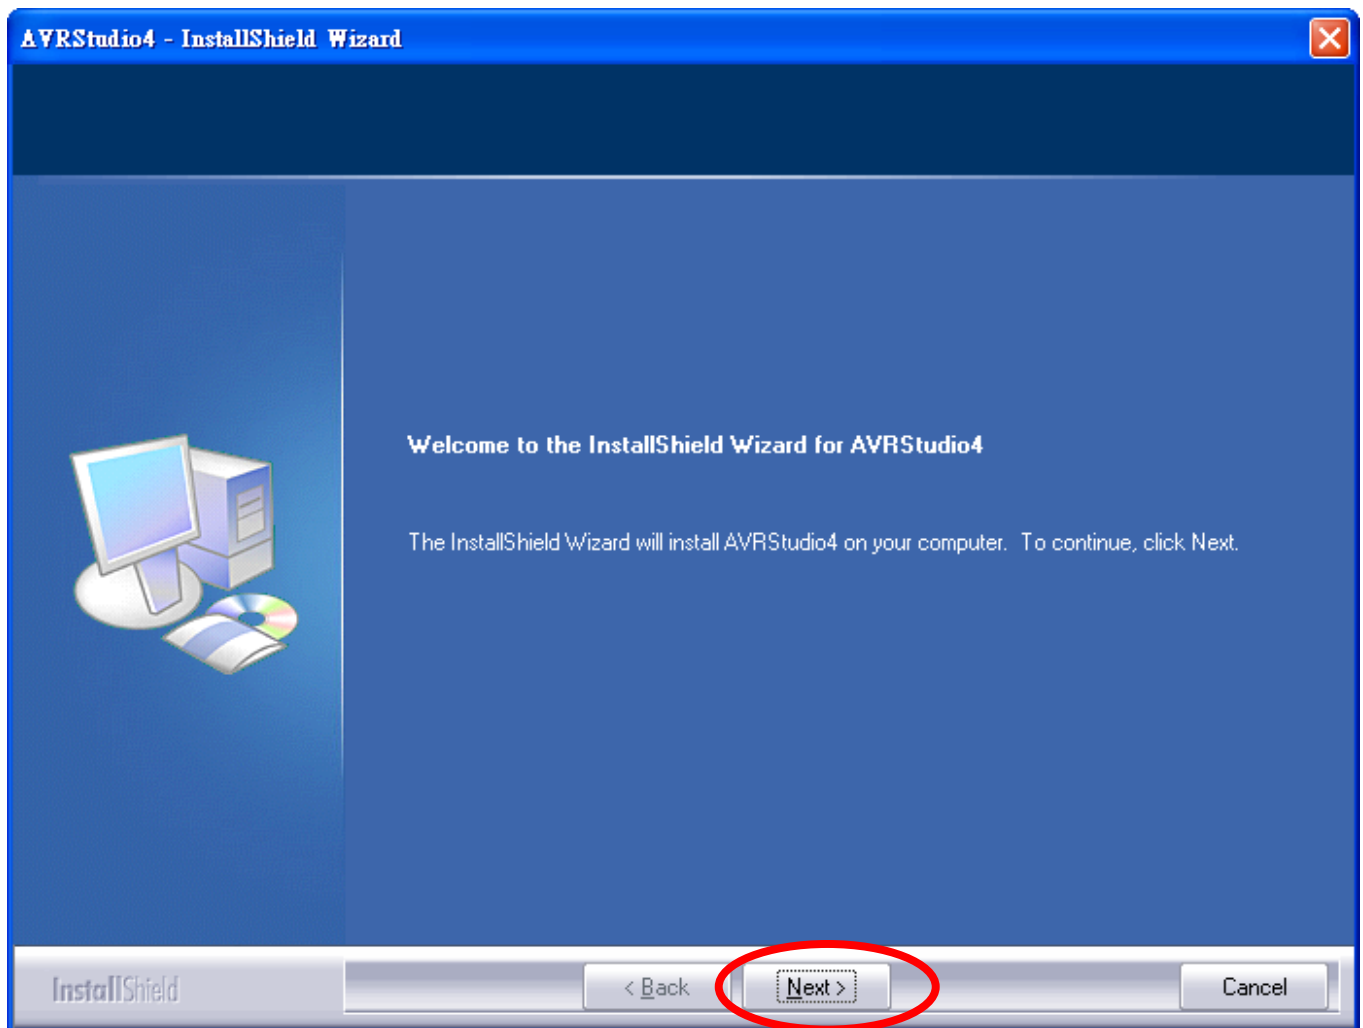 AVRStudio4 - InstallShield Wizard
Welcome to the InstallShield Wizard for AVRStudio4
The InstallShield Wizard will install AVRStudio4 on your computer. To continue, click Next.
InstallShield
< Back
Next >
Cancel